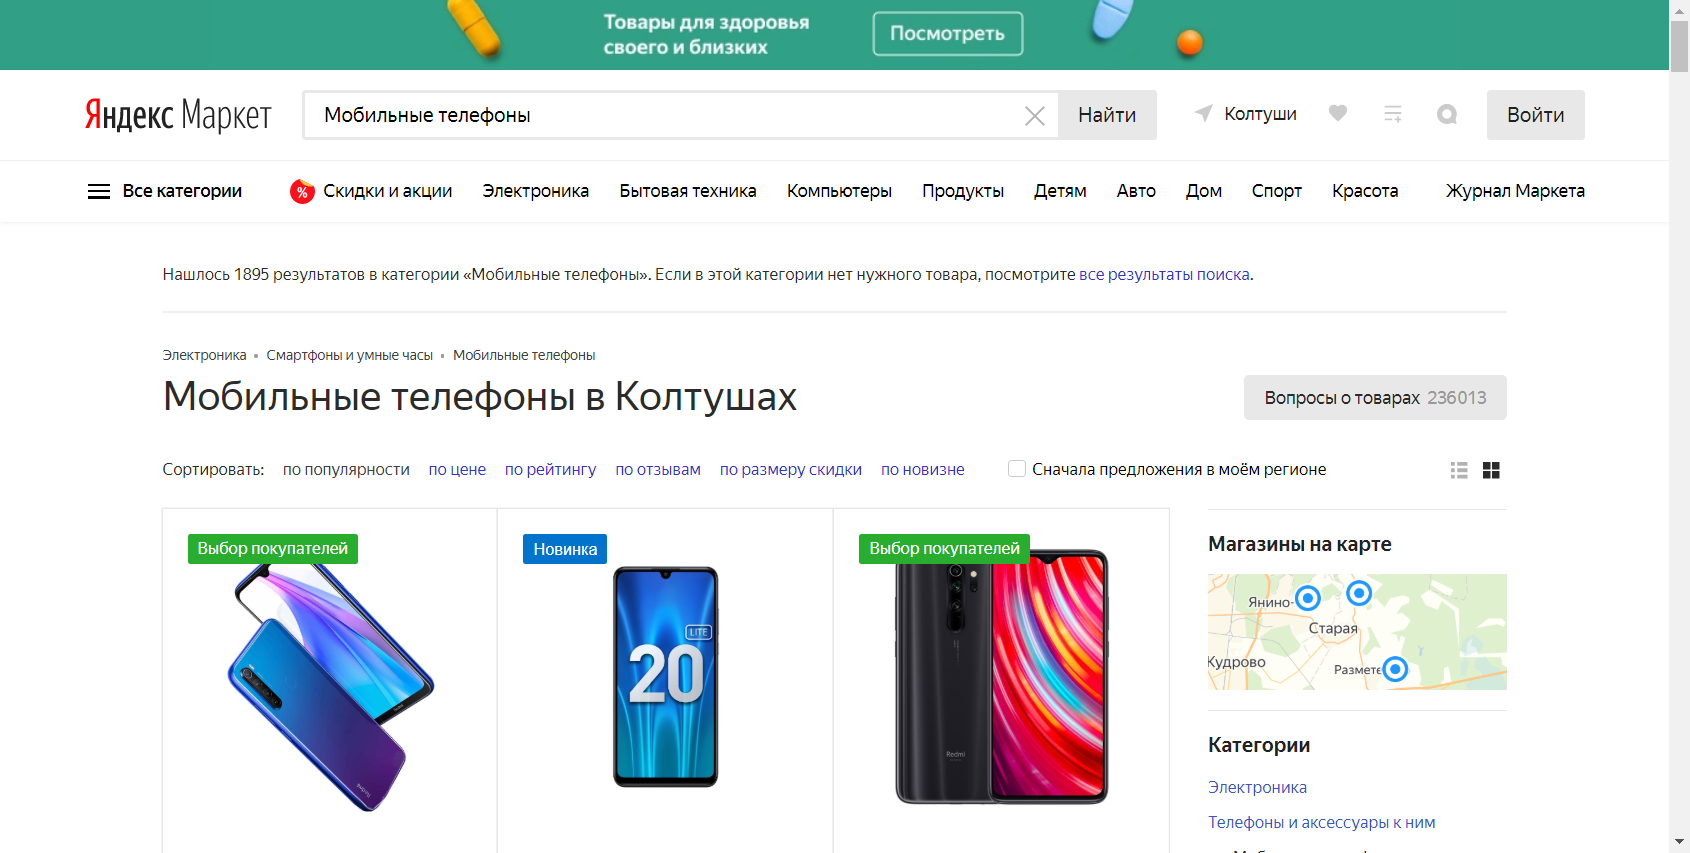 Товары для здоровья
своего и близких
Посмотреть
Яндекс Маркет
Мобильные телефоны
Найти
Колтуши
Войти
Все категории
% Скидки и акции
Электроника
Бытовая техника
Компьютеры
Продукты
Детям
Авто
Дом
Спорт
Красота
Журнал Маркета
Нашлось 1895 результатов в категории «Мобильные телефоны». Если в этой категории нет нужного товара, посмотрите все результаты поиска.
Электроника • Смартфоны и умные часы • Мобильные телефоны
Мобильные телефоны в Колтушах
Вопросы о товарах 236013
Сортировать: по популярности по цене по рейтингу по отзывам по размеру скидки по новизне
Сначала предложения в моём регионе
Выбор покупателей
Новинка
LITE
20
Выбор покупателей
Redmi
Магазины на карте
Янино-
Старая
Кудрово
Размете
Категории
Электроника
Телефоны и аксессуары к ним